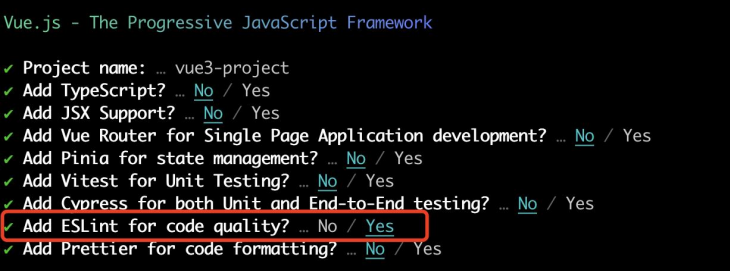 Vue.js - The Progressive JavaScript Framework
✔ Project name: … vue3-project
✔ Add TypeScript? … No / Yes
✔ Add JSX Support? … No / Yes
✔ Add Vue Router for Single Page Application development? … No / Yes
✔ Add Pinia for state management? … No / Yes
✔ Add Vitest for Unit Testing? … No / Yes
✔ Add Cypress for both Unit and End-to-End testing? … No / Yes
✔ Add ESLint for code quality? … No / Yes
✔ Add Prettier for code formatting? … No / Yes